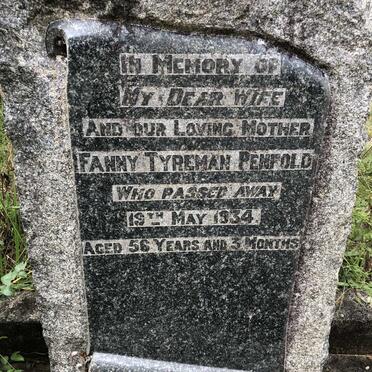 In Memory of
My Dear Wife
And our Loving Mother
Fanny Tyreman Penfold
Who passed away
19th May 1934.
Aged 56 Years and 3 Months